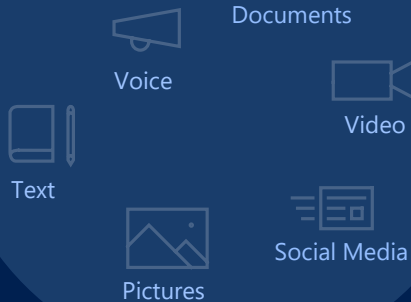 Documents
Voice
Video
Text
Social Media
Pictures